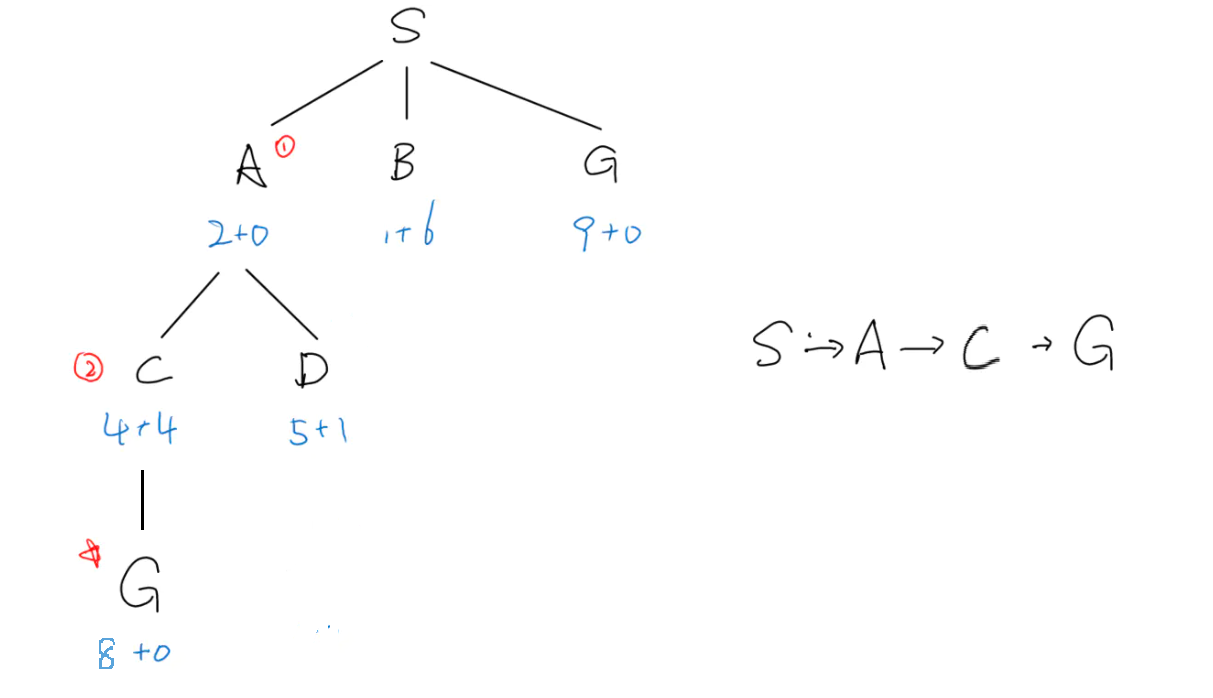 S
A ① B G
2+0 1+6 9+0
S → A → C → G
② C D
4+4 5+1
G
8+0